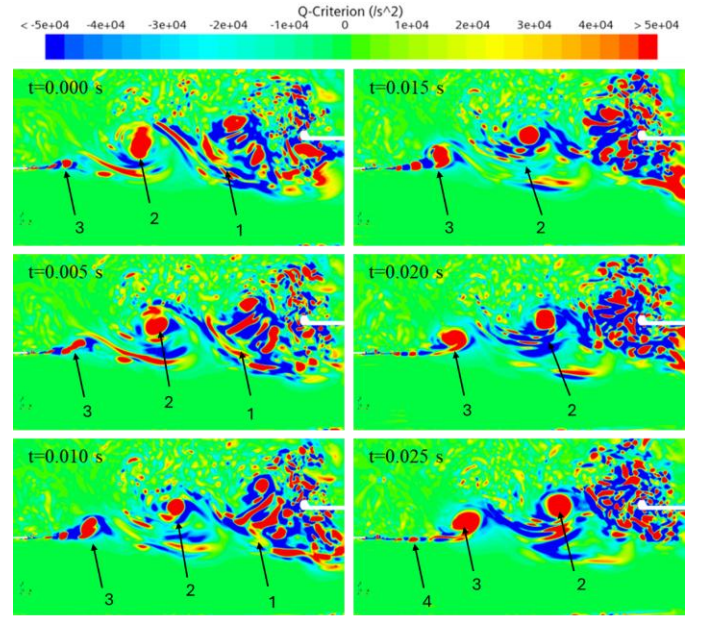 Q-Criterion (/s^2)
< -5e+04 -4e+04 -2e+04 -1e+04 0 1e+04 2e+04 3e+04 4e+04 > 5e+04
t=0.000 s
3 2 1
t=0.015 s
3 2
t=0.005 s
3 2 1
t=0.020 s
3 2
t=0.010 s
3 2 1
t=0.025 s
4 3 2